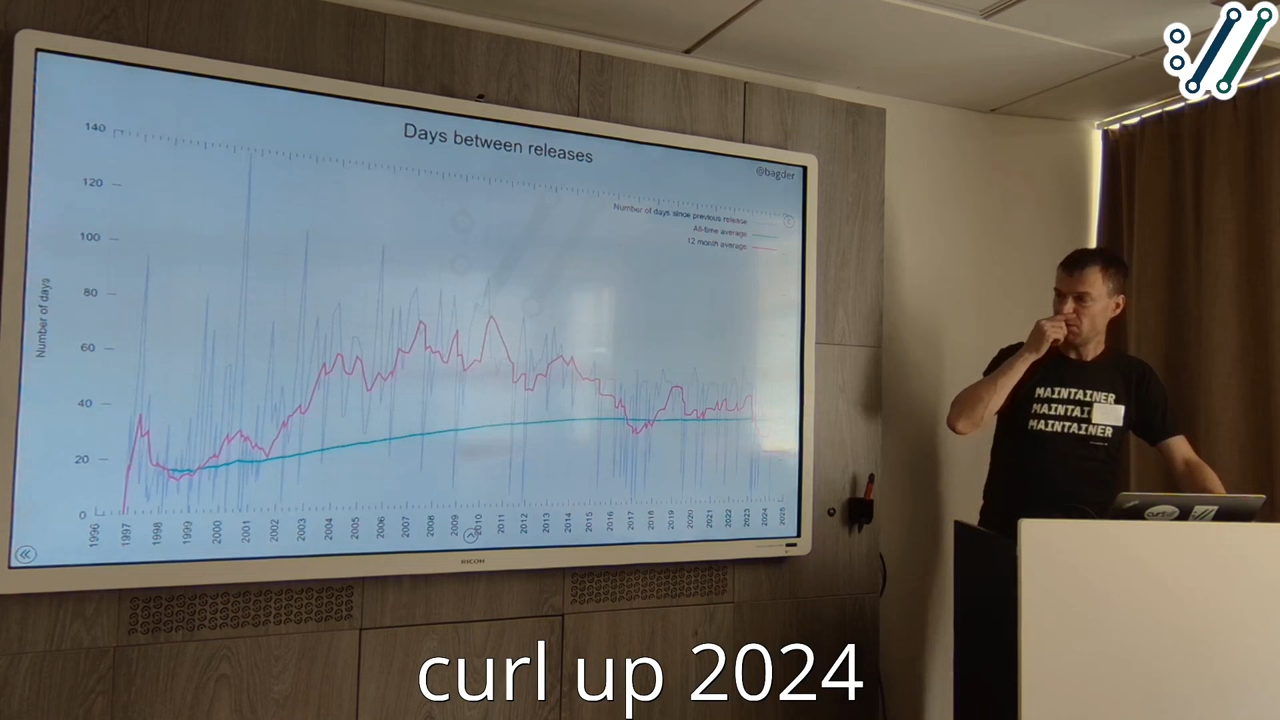 Days between releases
@bagder
Number of days since previous release
All-time average
12 month average
Number of days
140
120
100
80
60
40
20
0
1996 1997 1998 1999 2000 2001 2002 2003 2004 2005 2006 2007 2008 2009 2010 2011 2012 2013 2014 2015 2016 2017 2018 2019 2020 2021 2022 2023 2024 2025
RICOH
MAINTAINER
MAINTAI
MAINTAINER
curl
curl up 2024